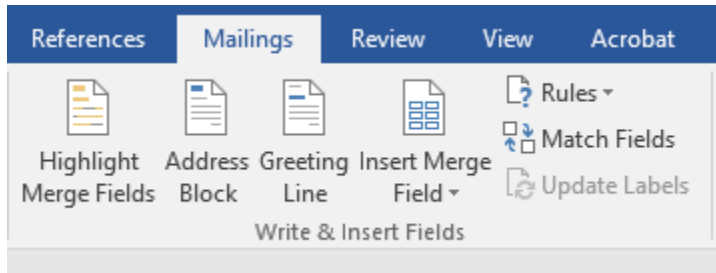 References Mailings Review View Acrobat
Highlight Merge Fields
Address Block
Greeting Line
Insert Merge Field
Rules
Match Fields
Update Labels
Write & Insert Fields